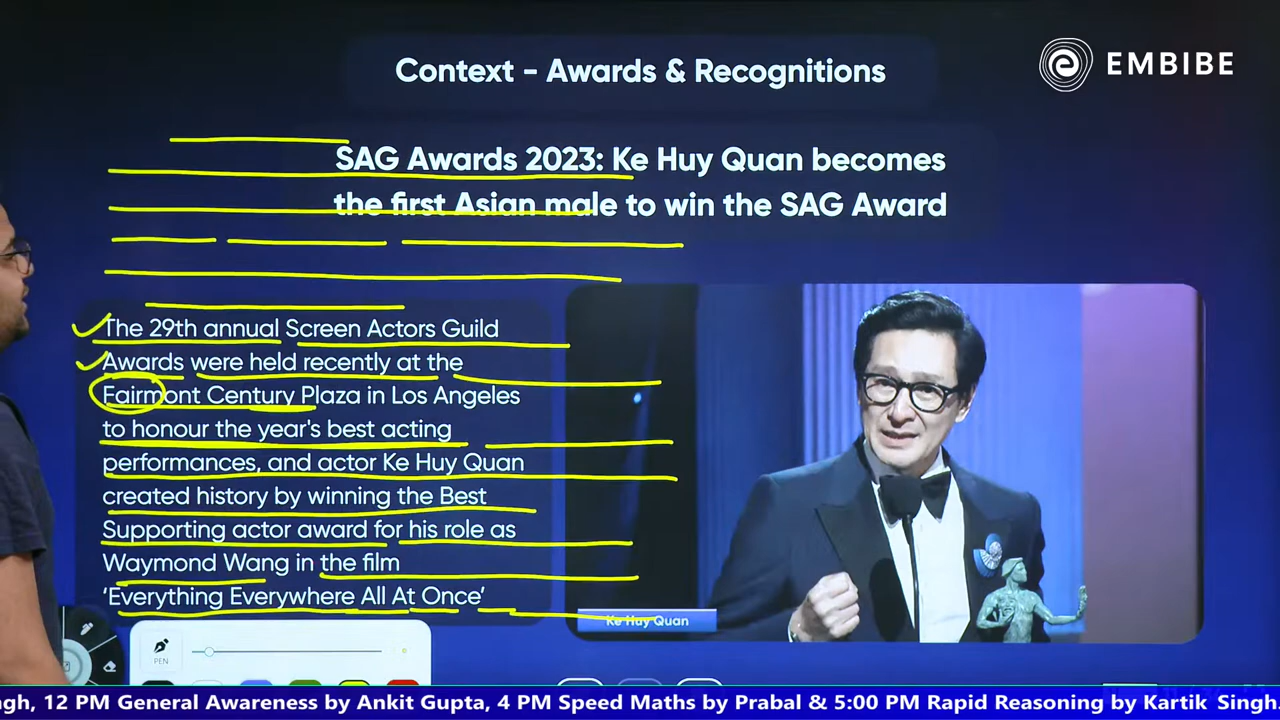 Context - Awards & Recognitions
EMBIBE
SAG Awards 2023: Ke Huy Quan becomes
the first Asian male to win the SAG Award
The 29th annual Screen Actors Guild
Awards were held recently at the
Fairmont Century Plaza in Los Angeles
to honour the year's best acting
performances, and actor Ke Huy Quan
created history by winning the Best
Supporting actor award for his role as
Waymond Wang in the film
‘Everything Everywhere All At Once’
Ke Huy Quan
PEN
gh, 12 PM General Awareness by Ankit Gupta, 4 PM Speed Maths by Prabal & 5:00 PM Rapid Reasoning by Kartik Singh.